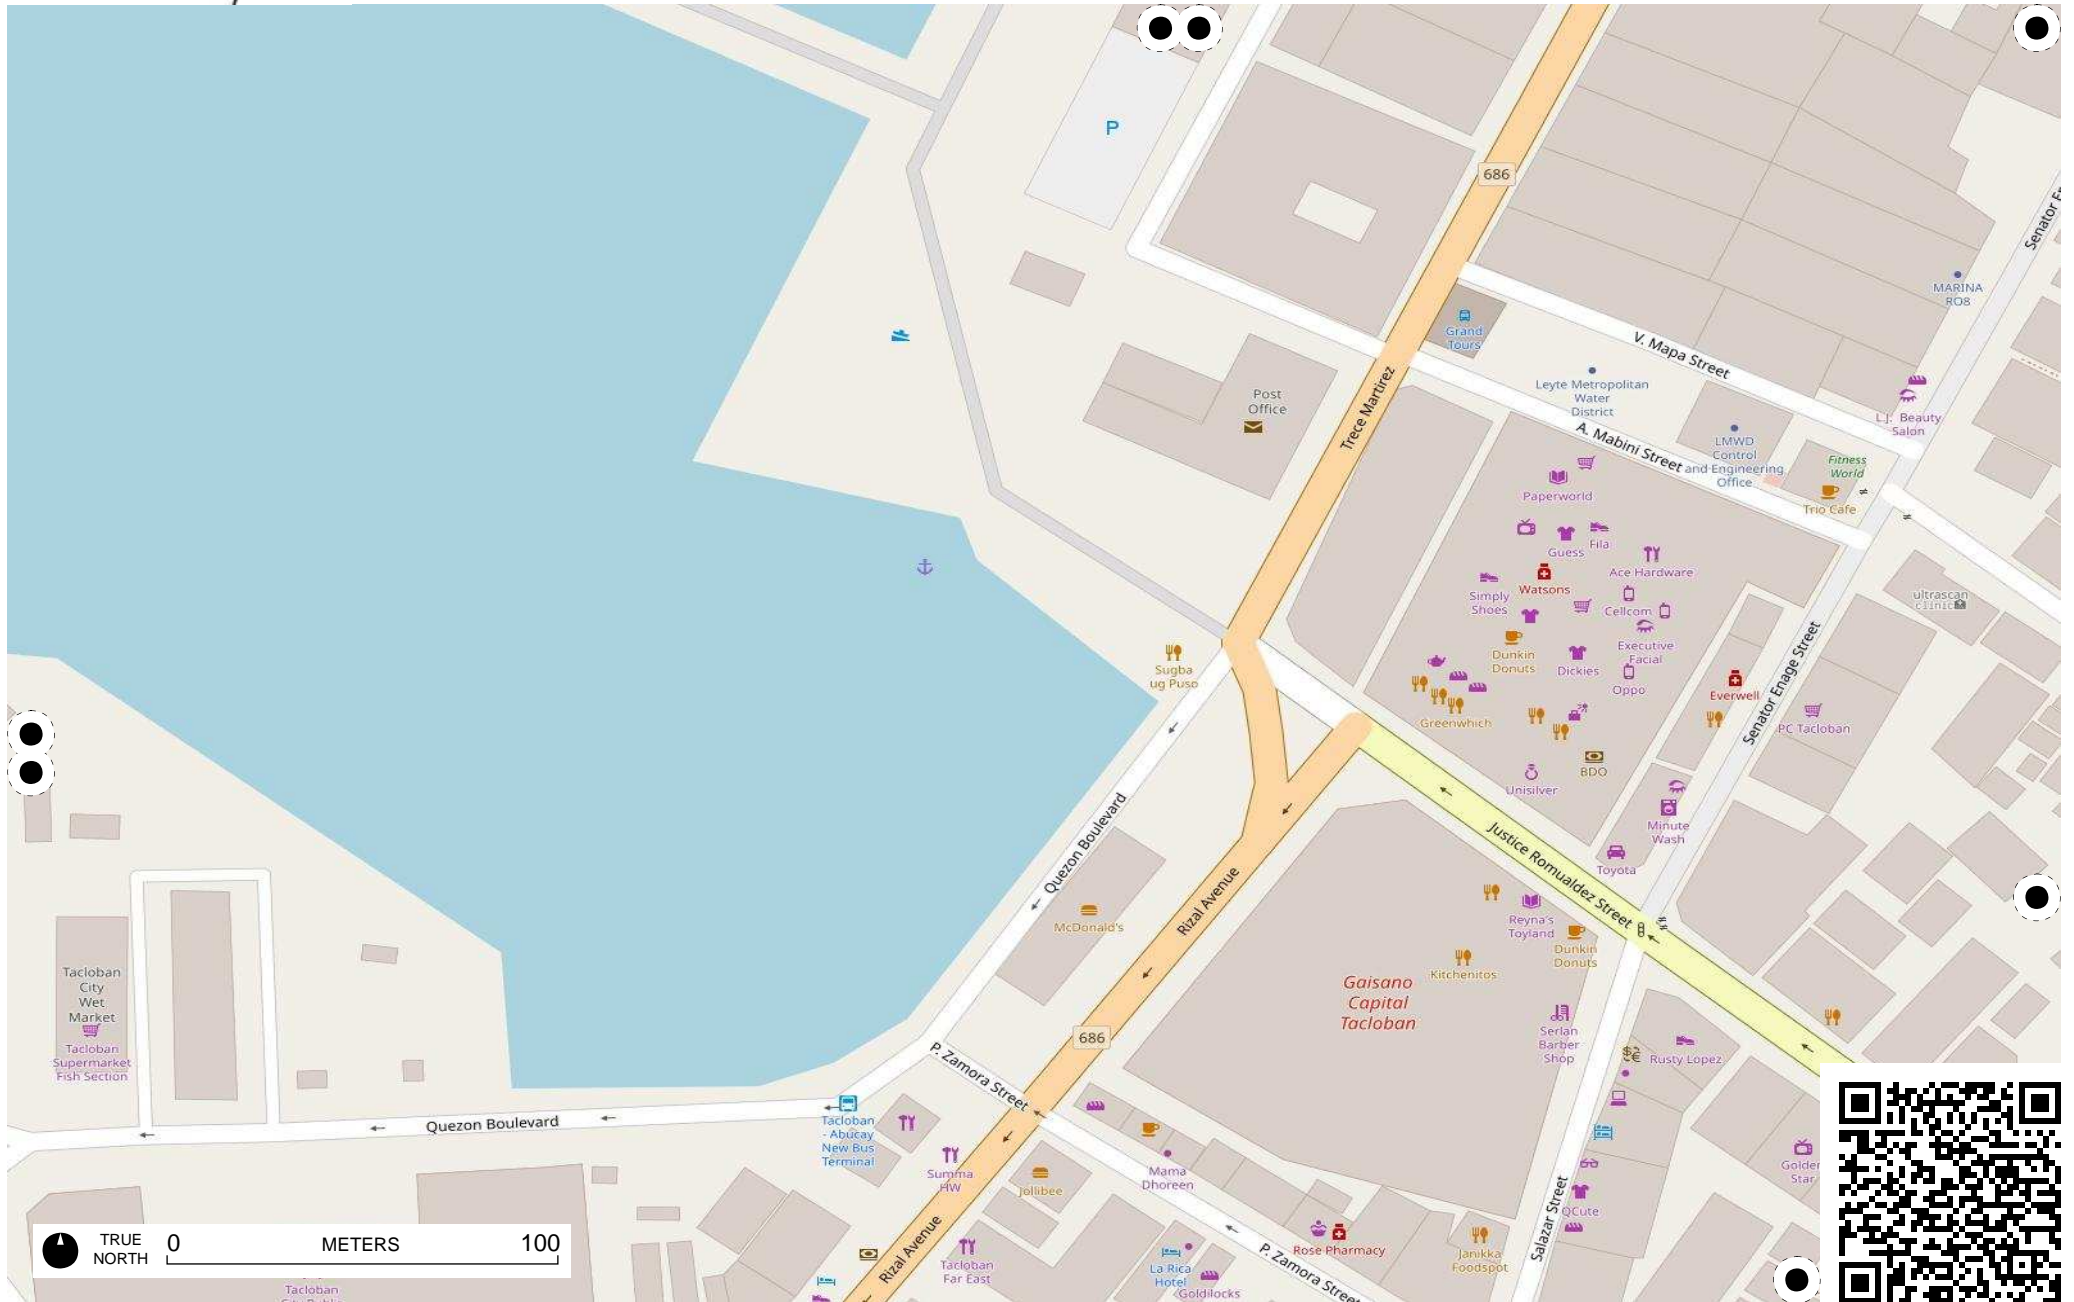 P
686
Senator
MARINA
RO8
Grand
Tours
V. Mapa Street
Leyte Metropolitan
Water
District
Post
Office
Trece Martirez
L.J. Beauty
Salon
A. Mabini Street
LMWD
Control
and Engineering
Office
Fitness
World
Trio Cafe
Paperworld
Guess
Fila
Ace Hardware
Watsons
Simply
Shoes
Cellcom
ultrascan
clinic
Executive
Facial
Dunkin
Donuts
Dickies
Oppo
Sugba
ug Puso
Everwell
Greenwhich
PC Tacloban
Senator Enage Street
BDO
Unisilver
Minute
Wash
Toyota
Quezon Boulevard
Justice Romualdez Street
Rizal Avenue
McDonald's
Reyna's
Toyland
Dunkin
Donuts
Kitchenitos
Gaisano
Capital
Tacloban
Tacloban
City
Wet
Market
Tacloban
Supermarket
Fish Section
686
Serlan
Barber
Shop
Rusty Lopez
P. Zamora Street
Quezon Boulevard
Tacloban
- Abucay
New Bus
Terminal
Summa
HW
Jollibee
Mama
Dhoreen
Golden
Star
QCute
Salazar Street
Rizal Avenue
Tacloban
Far East
La Rica
Hotel
Goldilocks
P. Zamora Street
Rose Pharmacy
Janikka
Foodspot
TRUE
NORTH
0 METERS 100
Tacloban